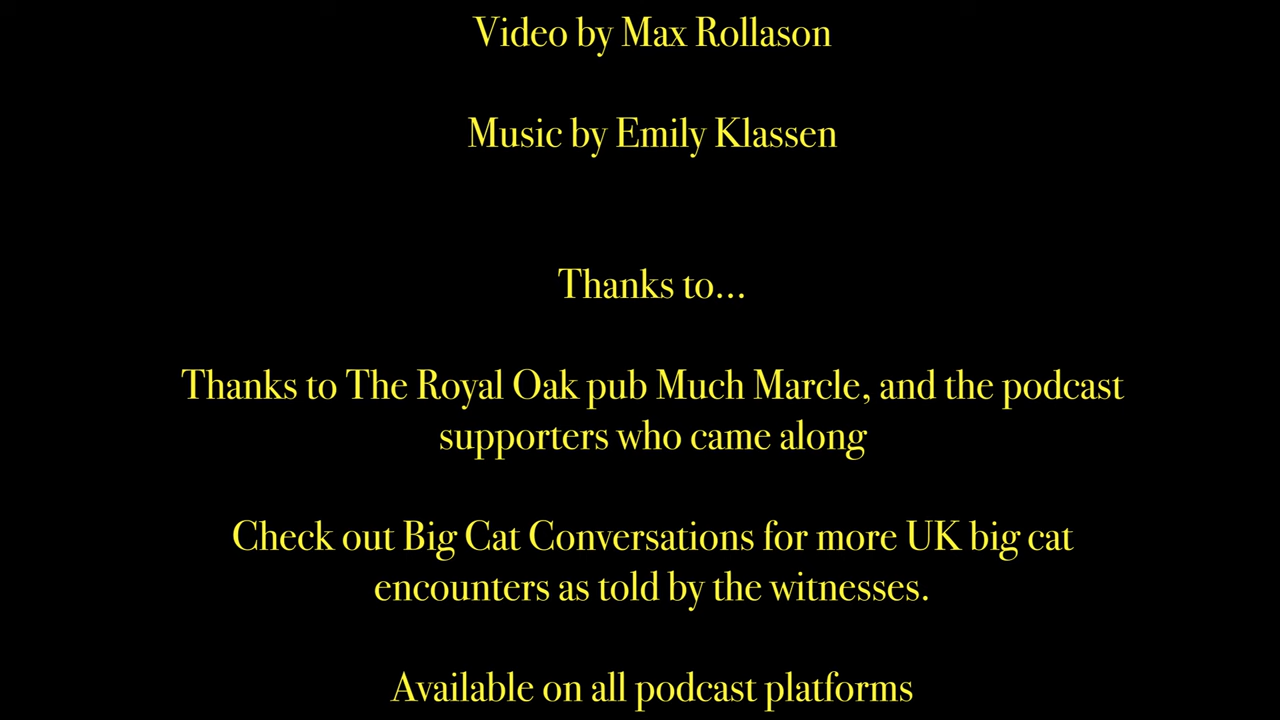 Video by Max Rollason
Music by Emily Klassen
Thanks to...
Thanks to The Royal Oak pub Much Marcle, and the podcast
supporters who came along
Check out Big Cat Conversations for more UK big cat
encounters as told by the witnesses.
Available on all podcast platforms